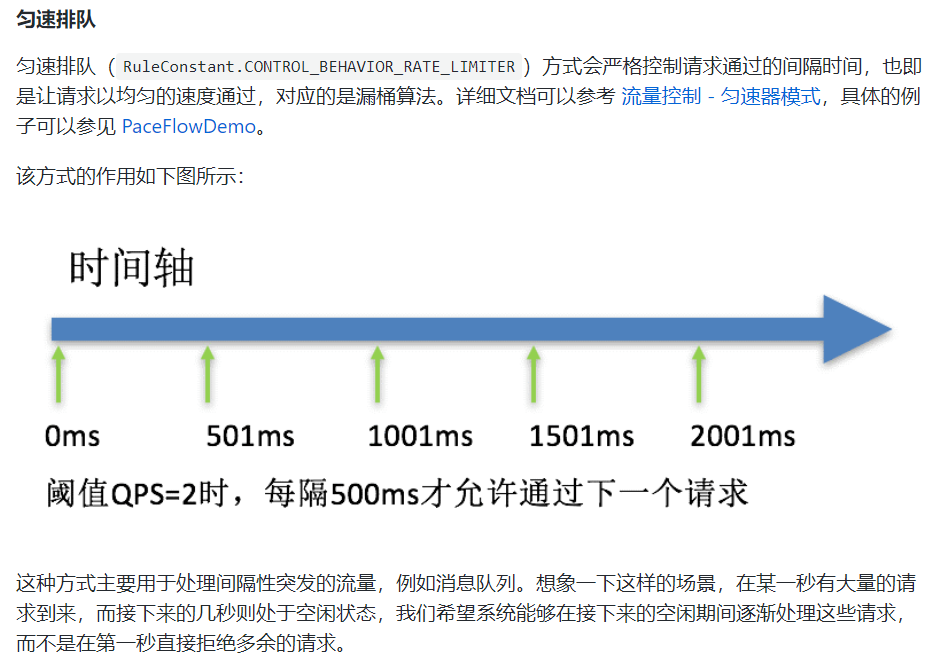 匀速排队
匀速排队（RuleConstant.CONTROL_BEHAVIOR_RATE_LIMITER）方式会严格控制请求通过的间隔时间，也即
是让请求以均匀的速度通过，对应的是漏桶算法。详细文档可以参考 流量控制 - 匀速器模式，具体的例
子可以参见 PaceFlowDemo。
该方式的作用如下图所示：
时间轴
0ms 501ms 1001ms 1501ms 2001ms
阈值QPS=2时，每隔500ms才允许通过下一个请求
这种方式主要用于处理间隔性突发的流量，例如消息队列。想象一下这样的场景，在某一秒有大量的请
求到来，而接下来的几秒则处于空闲状态，我们希望系统能够在接下来的空闲期间逐渐处理这些请求，
而不是在第一秒直接拒绝多余的请求。